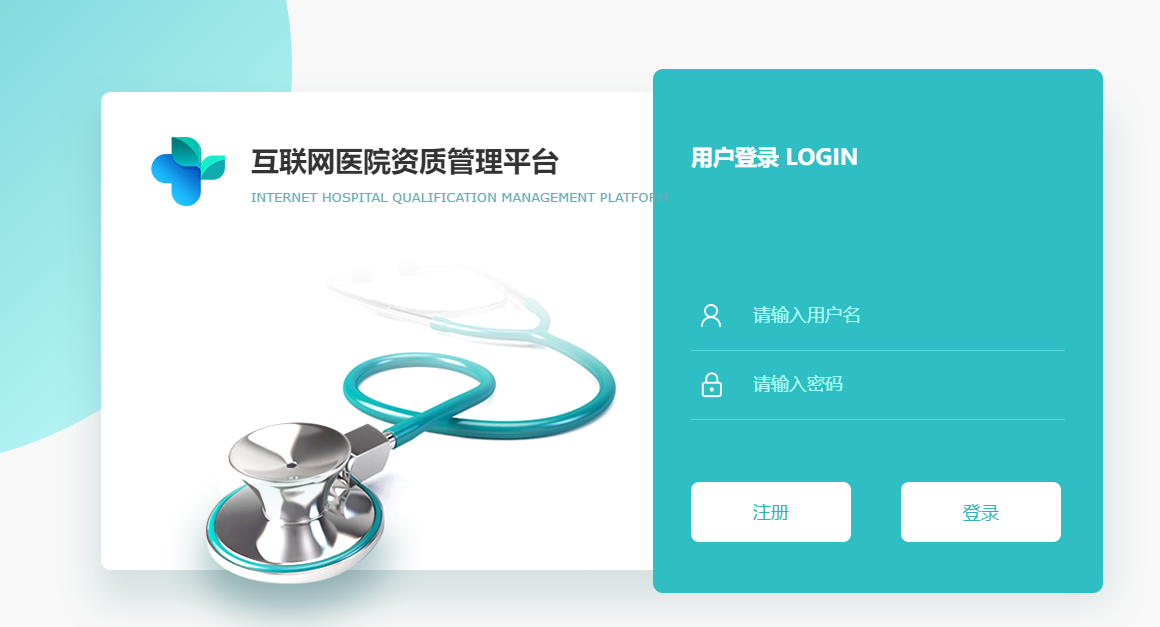 互联网医院资质管理平台
INTERNET HOSPITAL QUALIFICATION MANAGEMENT PLATFORM
用户登录 LOGIN
请输入用户名
请输入密码
注册
登录